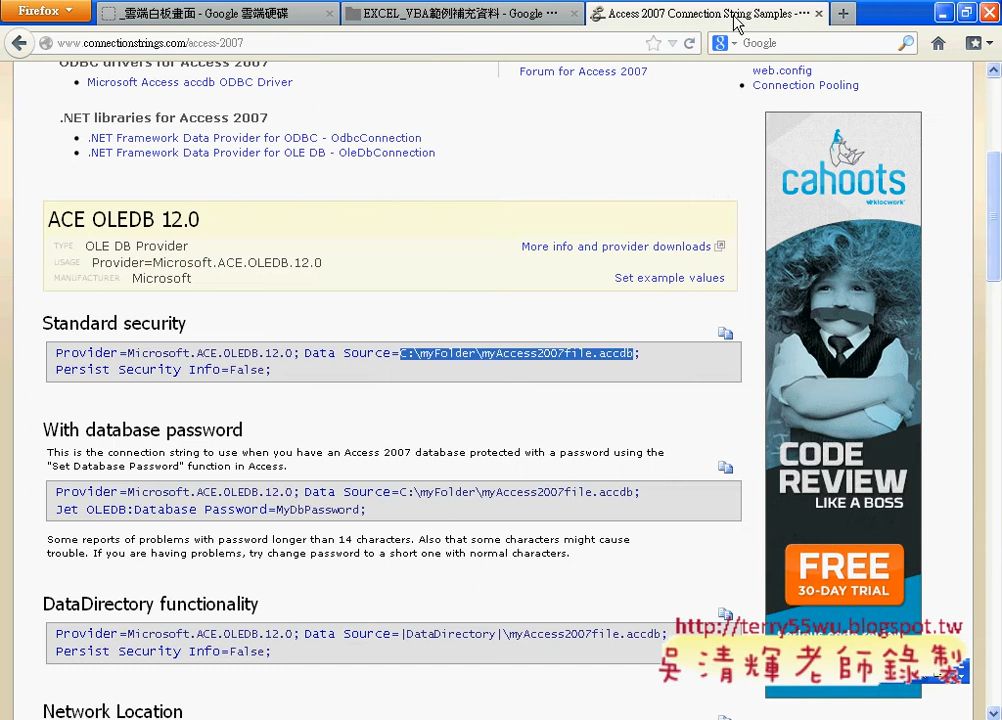 Firefox
_雲端白板畫面 - Google 雲端硬碟
EXCEL_VBA範例補充資料 - Google ...
Access 2007 Connection String Samples - ...
www.connectionstrings.com/access-2007
Google
ODBC drivers for Access 2007
Microsoft Access accdb ODBC Driver
Forum for Access 2007
web.config
Connection Pooling
.NET libraries for Access 2007
.NET Framework Data Provider for ODBC - OdbcConnection
.NET Framework Data Provider for OLE DB - OleDbConnection
ACE OLEDB 12.0
TYPE OLE DB Provider
USAGE Provider=Microsoft.ACE.OLEDB.12.0
MANUFACTURER Microsoft
More info and provider downloads
Set example values
Standard security
Provider=Microsoft.ACE.OLEDB.12.0; Data Source=C:\myFolder\myAccess2007file.accdb;
Persist Security Info=False;
With database password
This is the connection string to use when you have an Access 2007 database protected with a password using the
"Set Database Password" function in Access.
Provider=Microsoft.ACE.OLEDB.12.0; Data Source=C:\myFolder\myAccess2007file.accdb;
Jet OLEDB:Database Password=MyDbPassword;
Some reports of problems with password longer than 14 characters. Also that some characters might cause
trouble. If you are having problems, try change password to a short one with normal characters.
DataDirectory functionality
Provider=Microsoft.ACE.OLEDB.12.0; Data Source=|DataDirectory|\myAccess2007file.accdb;
Persist Security Info=False;
Network Location
cahoots
by klocwork
CODE
REVIEW
LIKE A BOSS
FREE
30-DAY TRIAL
http://terry55wu.blogspot.tw
吳清輝老師錄製